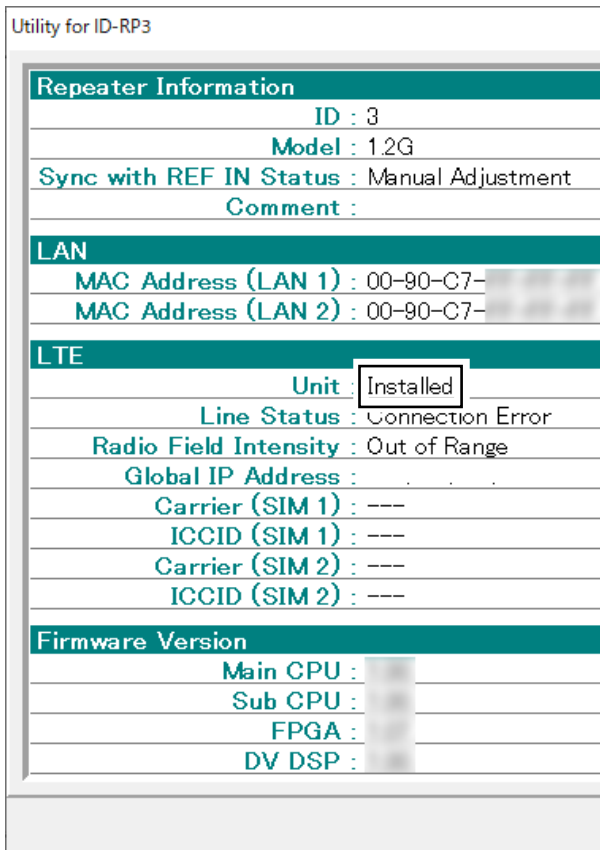 Utility for ID-RP3
Repeater Information
ID : 3
Model : 1.2G
Sync with REF IN Status : Manual Adjustment
Comment :
LAN
MAC Address (LAN 1) : 00-90-C7-
MAC Address (LAN 2) : 00-90-C7-
LTE
Unit : Installed
Line Status : Connection Error
Radio Field Intensity : Out of Range
Global IP Address : . . .
Carrier (SIM 1) : ---
ICCID (SIM 1) : ---
Carrier (SIM 2) : ---
ICCID (SIM 2) : ---
Firmware Version
Main CPU :
Sub CPU :
FPGA :
DV DSP :